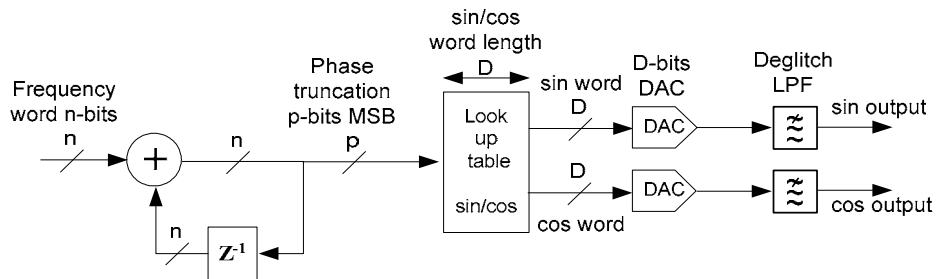 Frequency
word n-bits
n
+
n
n
Z-1
Phase
truncation
p-bits MSB
p
sin/cos
word length
D
Look
up
table
sin/cos
sin word
D
D
cos word
D-bits
DAC
DAC
DAC
Deglitch
LPF
sin output
cos output